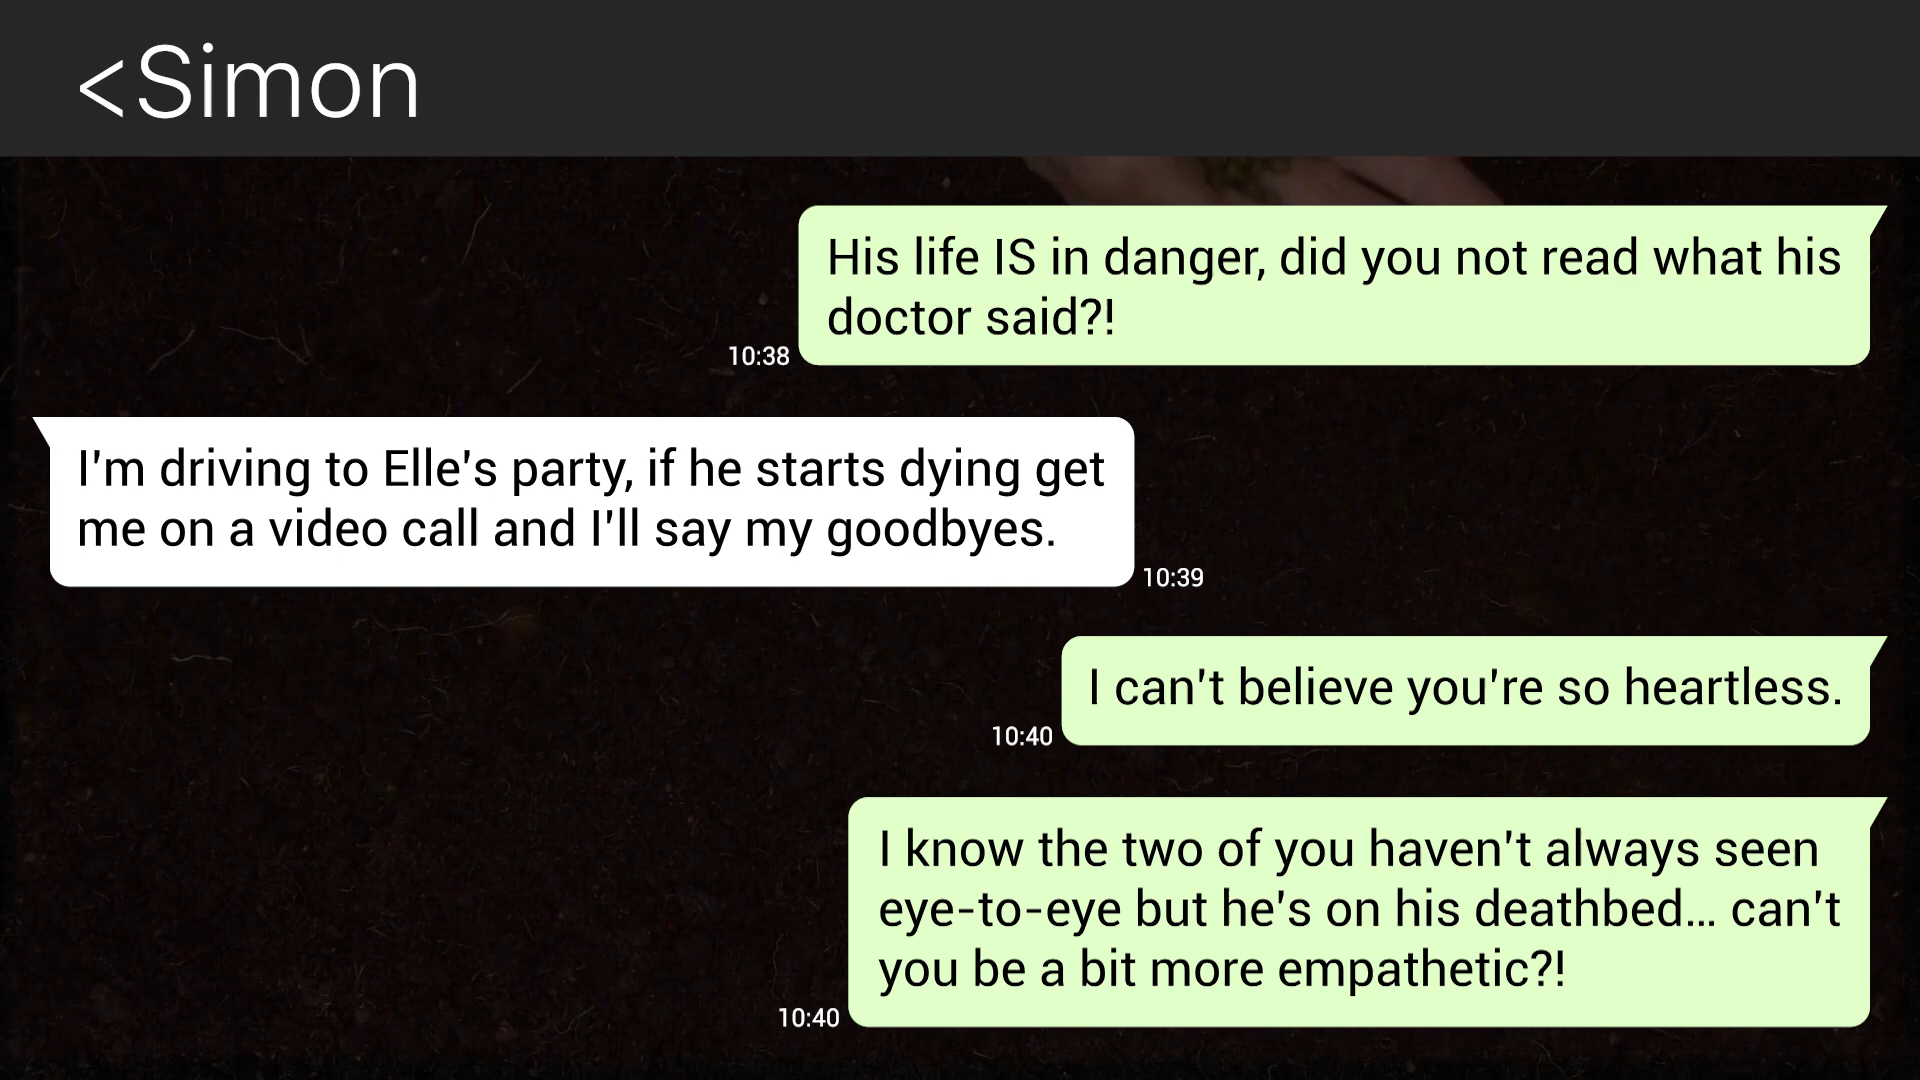 <Simon
His life IS in danger, did you not read what his
doctor said?!
10:38
I'm driving to Elle's party, if he starts dying get
me on a video call and I'll say my goodbyes.
10:39
I can't believe you're so heartless.
10:40
I know the two of you haven't always seen
eye-to-eye but he's on his deathbed... can't
you be a bit more empathetic?!
10:40